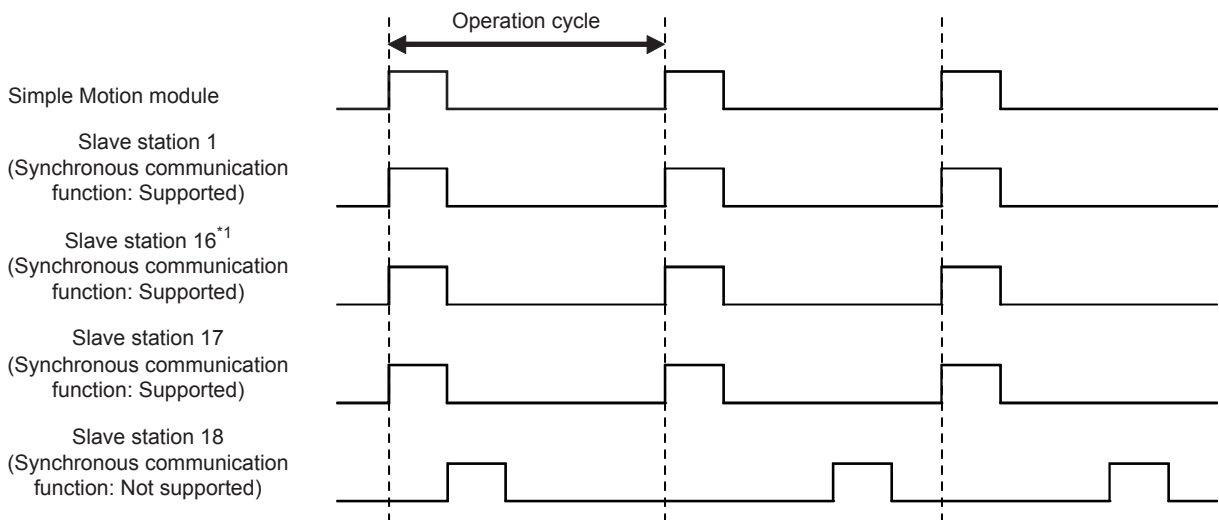 Operation cycle
Simple Motion module
Slave station 1
(Synchronous communication
function: Supported)
Slave station 16*1
(Synchronous communication
function: Supported)
Slave station 17
(Synchronous communication
function: Supported)
Slave station 18
(Synchronous communication
function: Not supported)